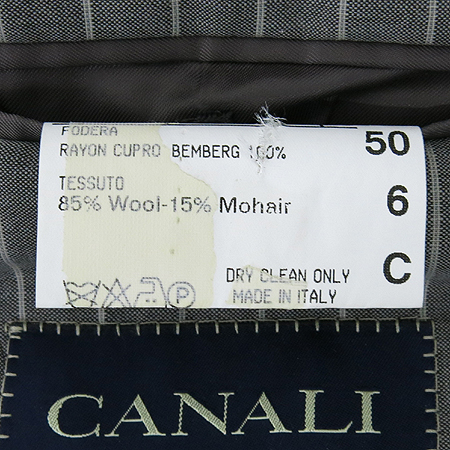 FODERA
RAYON CUPRO BEMBERG 100% 50
TESSUTO
85% Wool-15% Mohair 6
P
DRY CLEAN ONLY C
MADE IN ITALY
CANALI